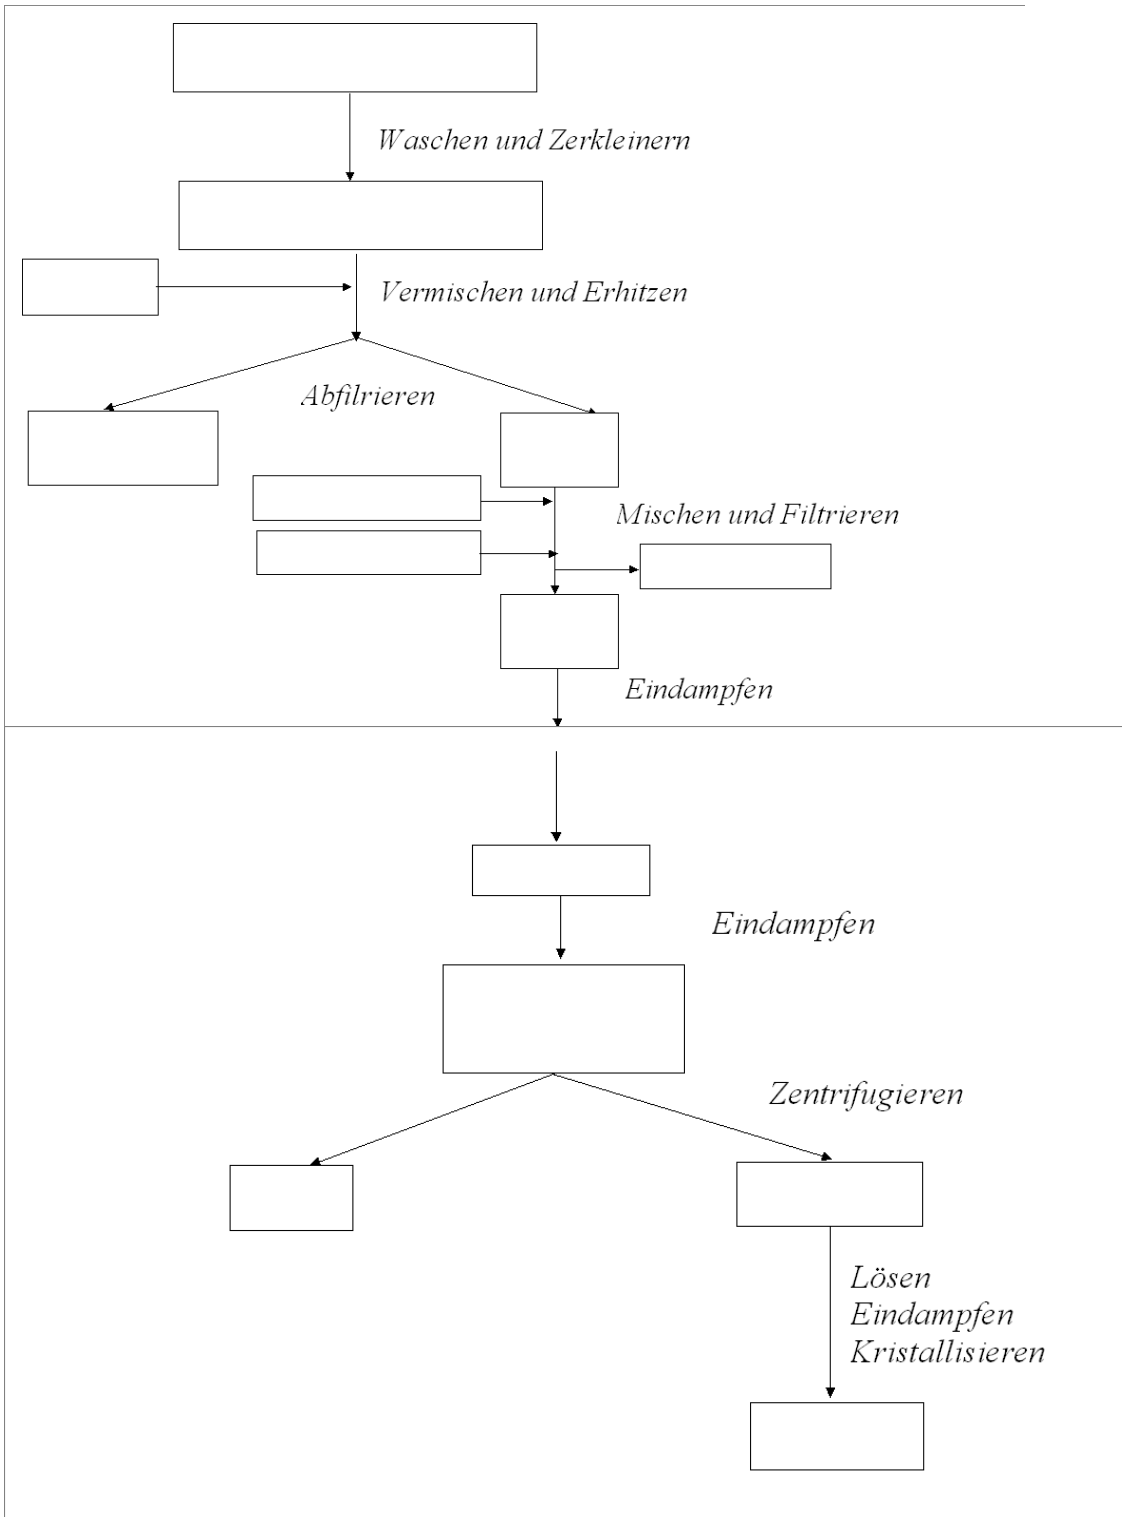 Waschen und Zerkleinern
Vermischen und Erhitzen
Abfilrieren
Mischen und Filtrieren
Eindampfen
Eindampfen
Zentrifugieren
Lösen
Eindampfen
Kristallisieren